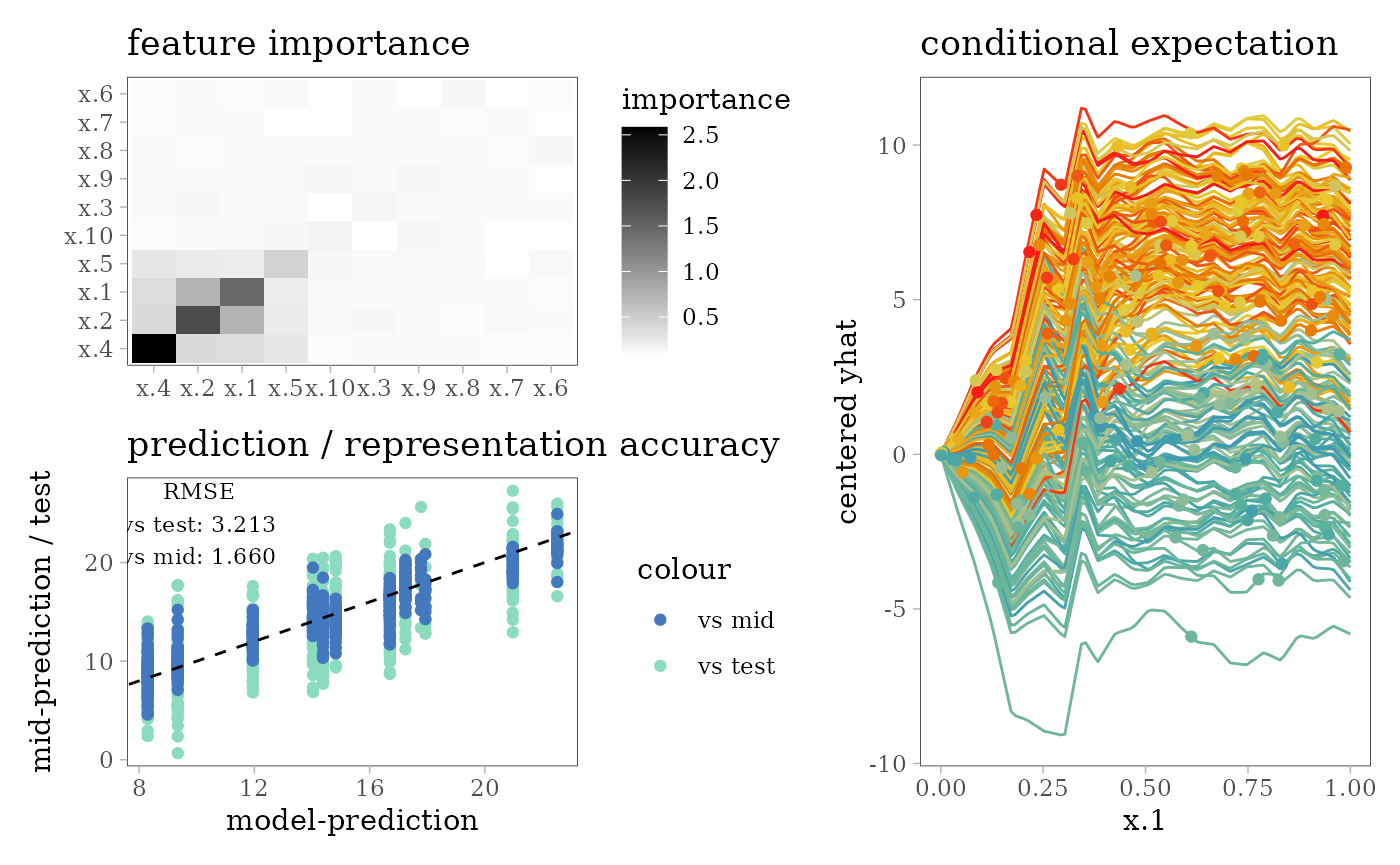 feature importance
x.6
x.7
x.8
x.9
x.3
x.10
x.5
x.1
x.2
x.4
x.4 x.2 x.1 x.5 x.10 x.3 x.9 x.8 x.7 x.6
importance
2.5
2.0
1.5
1.0
0.5
prediction / representation accuracy
mid-prediction / test
RMSE
vs test: 3.213
vs mid: 1.660
20
10
0
8 12 16 20
model-prediction
colour
vs mid
vs test
conditional expectation
centered yhat
10
5
0
-5
-10
0.00 0.25 0.50 0.75 1.00
x.1